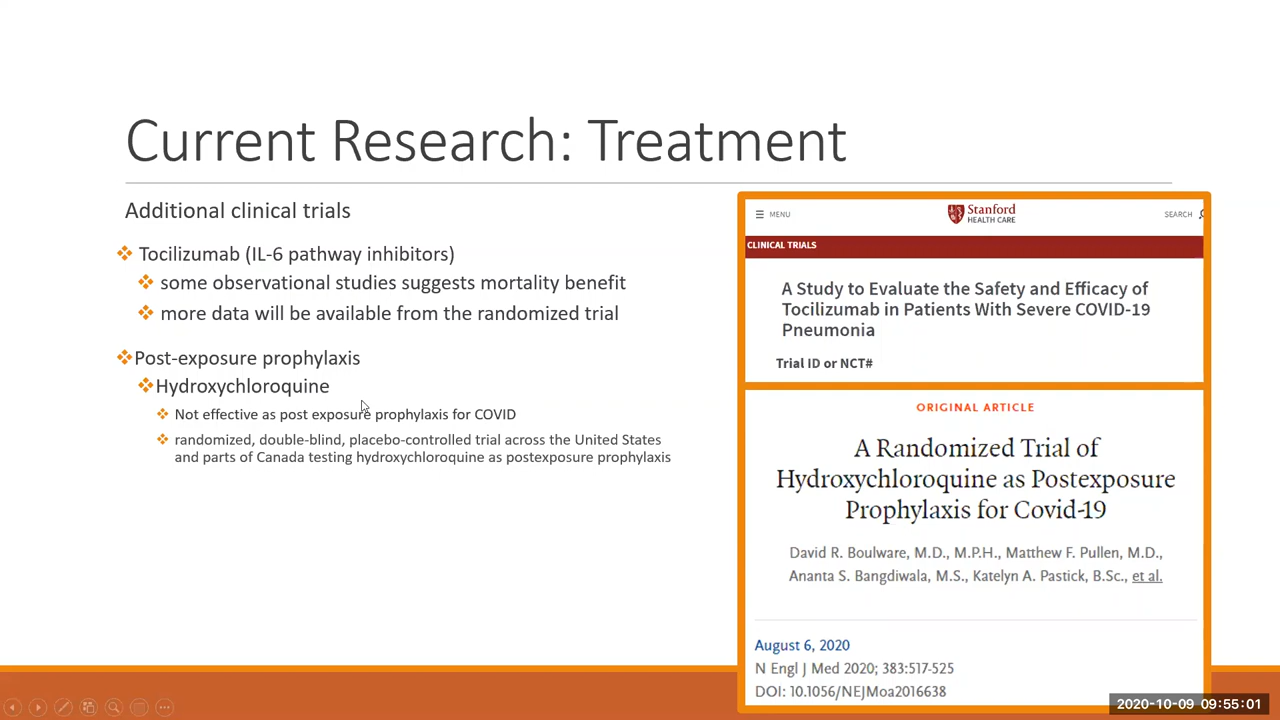 Current Research: Treatment
Additional clinical trials
Tocilizumab (IL-6 pathway inhibitors)
some observational studies suggests mortality benefit
more data will be available from the randomized trial
Post-exposure prophylaxis
Hydroxychloroquine
Not effective as post exposure prophylaxis for COVID
randomized, double-blind, placebo-controlled trial across the United States
and parts of Canada testing hydroxychloroquine as postexposure prophylaxis
MENU
Stanford
HEALTH CARE
SEARCH
CLINICAL TRIALS
A Study to Evaluate the Safety and Efficacy of
Tocilizumab in Patients With Severe COVID-19
Pneumonia
Trial ID or NCT#
ORIGINAL ARTICLE
A Randomized Trial of
Hydroxychloroquine as Postexposure
Prophylaxis for Covid-19
David R. Boulware, M.D., M.P.H., Matthew F. Pullen, M.D.,
Ananta S. Bangdiwala, M.S., Katelyn A. Pastick, B.Sc., et al.
August 6, 2020
N Engl J Med 2020; 383:517-525
DOI: 10.1056/NEJMoa2016638
2020-10-09 09:55:01